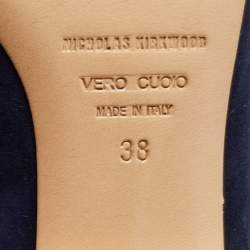 NICHOLAS KIRKWOOD
VERO CUOIO
MADE IN ITALY
38